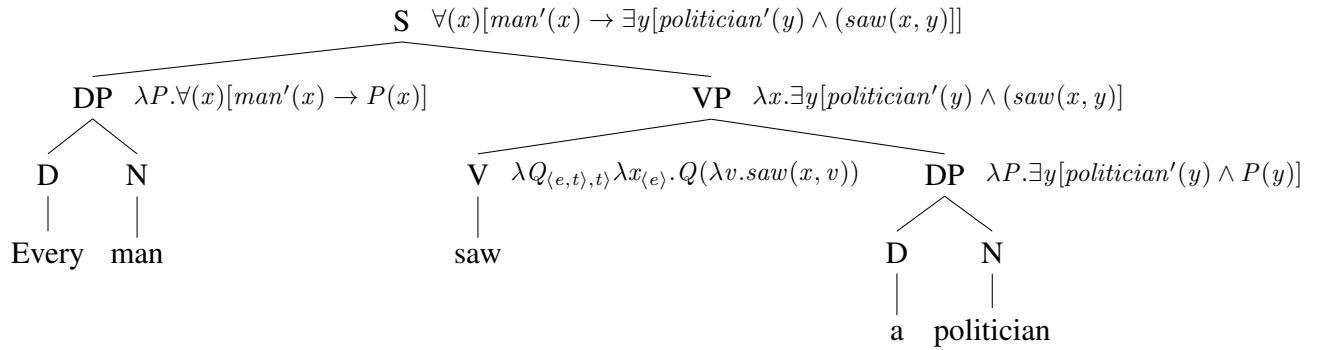 S ∀(x)[man′(x) → ∃y[politician′(y) ∧ (saw(x, y)]]
DP λP.∀(x)[man′(x) → P(x)] VP λx.∃y[politician′(y) ∧ (saw(x, y)]
D N V λQ⟨⟨e,t⟩,t⟩λx⟨e⟩.Q(λv.saw(x, v)) DP λP.∃y[politician′(y) ∧ P(y)]
Every man saw D N
a politician